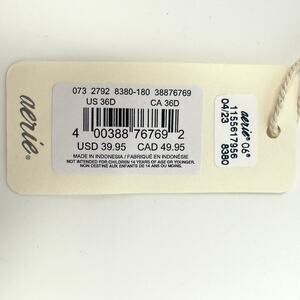 aerie®
073 2792 8380-180 38876769
US 36D CA 36D
4 00388 76769 2
USD 39.95 CAD 49.95
MADE IN INDONESIA / FABRIQUÉ EN INDONÉSIE
NOT INTENDED FOR CHILDREN 14 YEARS OF AGE OR YOUNGER.
NON DESTINÉ AUX ENFANTS DE 14 ANS OU MOINS.
aerie® 06®
1155617956
04/23 8380